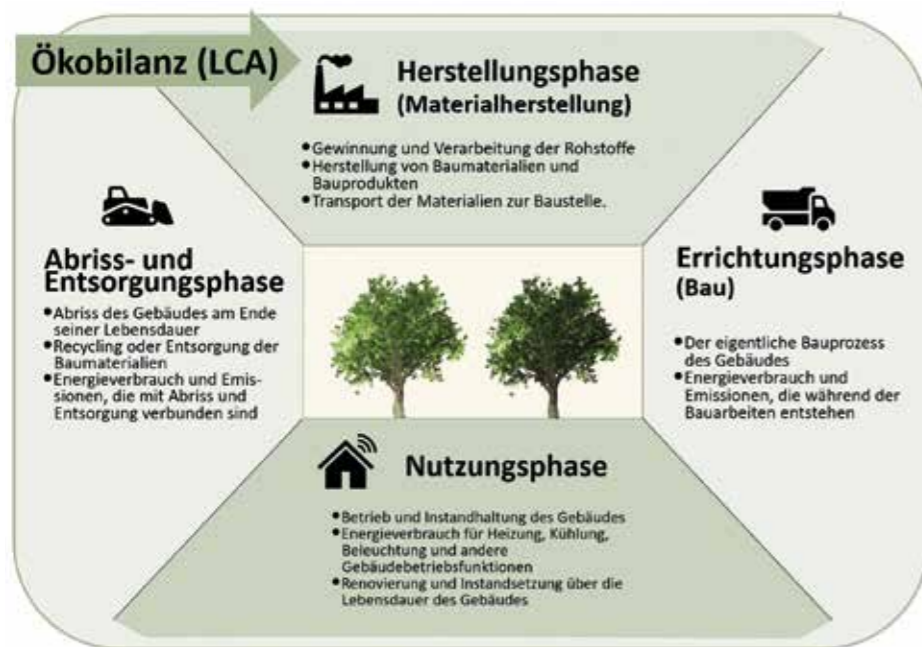 Ökobilanz (LCA)
Herstellungsphase
(Materialherstellung)
•Gewinnung und Verarbeitung der Rohstoffe
•Herstellung von Baumaterialien und
Bauprodukten
•Transport der Materialien zur Baustelle.
Errichtungsphase
(Bau)
•Der eigentliche Bauprozess
des Gebäudes
•Energieverbrauch und
Emissionen, die während der
Bauarbeiten entstehen
Nutzungsphase
•Betrieb und Instandhaltung des Gebäudes
•Energieverbrauch für Heizung, Kühlung,
Beleuchtung und andere
Gebäudebetriebsfunktionen
•Renovierung und Instandsetzung über die
Lebensdauer des Gebäudes
Abriss- und
Entsorgungsphase
•Abriss des Gebäudes am Ende
seiner Lebensdauer
•Recycling oder Entsorgung der
Baumaterialien
•Energieverbrauch und Emis-
sionen, die mit Abriss und
Entsorgung verbunden sind